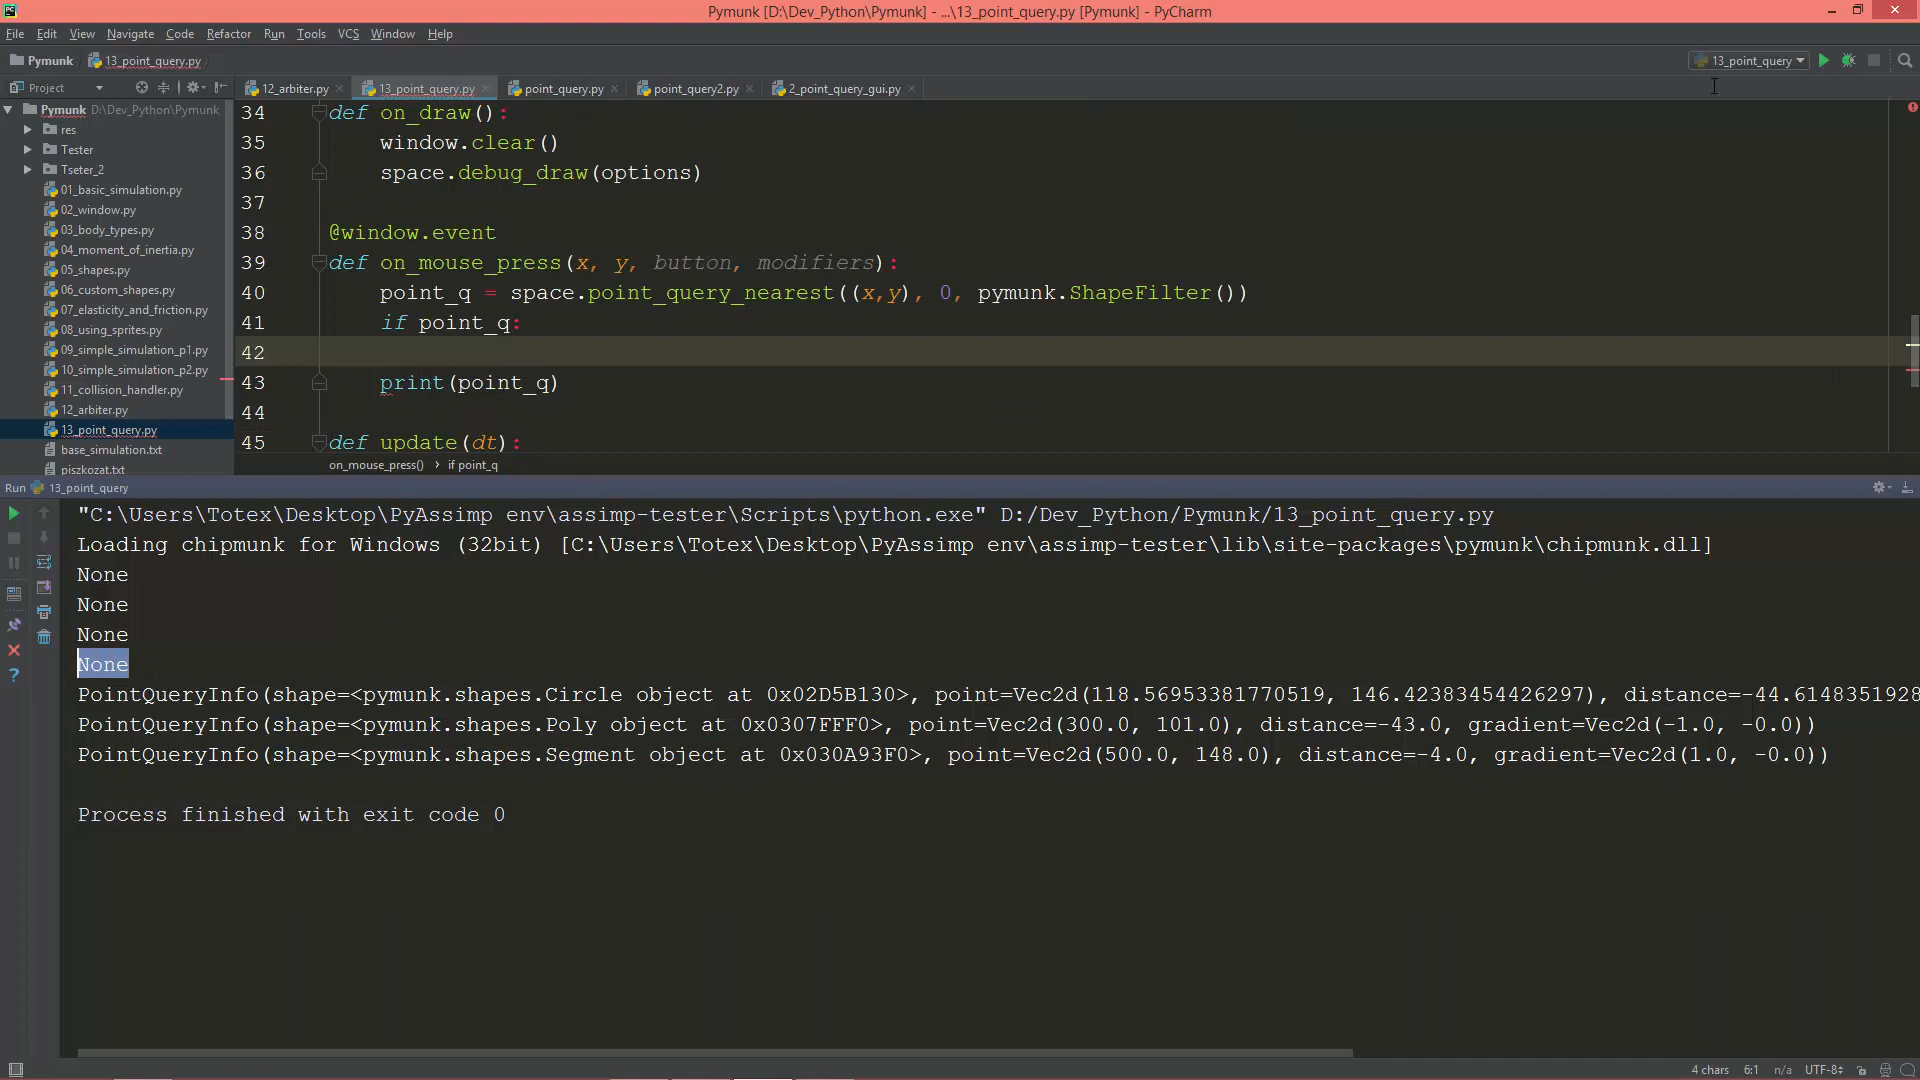 Pymunk [D:\Dev_Python\Pymunk] - ...\13_point_query.py [Pymunk] - PyCharm
File Edit View Navigate Code Refactor Run Tools VCS Window Help
Pymunk 13_point_query.py
13_point_query
Project
12_arbiter.py 13_point_query.py point_query.py point_query2.py 2_point_query_gui.py
Pymunk D:\Dev_Python\Pymunk
res
Tester
Tseter_2
01_basic_simulation.py
02_window.py
03_body_types.py
04_moment_of_inertia.py
05_shapes.py
06_custom_shapes.py
07_elasticity_and_friction.py
08_using_sprites.py
09_simple_simulation_p1.py
10_simple_simulation_p2.py
11_collision_handler.py
12_arbiter.py
13_point_query.py
base_simulation.txt
piszkozat.txt
34 def on_draw():
35 window.clear()
36 space.debug_draw(options)
37
38 @window.event
39 def on_mouse_press(x, y, button, modifiers):
40 point_q = space.point_query_nearest((x,y), 0, pymunk.ShapeFilter())
41 if point_q:
42
43 print(point_q)
44
45 def update(dt):
on_mouse_press() › if point_q
Run 13_point_query
"C:\Users\Totex\Desktop\PyAssimp env\assimp-tester\Scripts\python.exe" D:/Dev_Python/Pymunk/13_point_query.py
Loading chipmunk for Windows (32bit) [C:\Users\Totex\Desktop\PyAssimp env\assimp-tester\lib\site-packages\pymunk\chipmunk.dll]
None
None
None
None
PointQueryInfo(shape=<pymunk.shapes.Circle object at 0x02D5B130>, point=Vec2d(118.56953381770519, 146.42383454426297), distance=-44.6148351928
PointQueryInfo(shape=<pymunk.shapes.Poly object at 0x0307FFF0>, point=Vec2d(300.0, 101.0), distance=-43.0, gradient=Vec2d(-1.0, -0.0))
PointQueryInfo(shape=<pymunk.shapes.Segment object at 0x030A93F0>, point=Vec2d(500.0, 148.0), distance=-4.0, gradient=Vec2d(1.0, -0.0))
Process finished with exit code 0
4 chars 6:1 n/a UTF-8